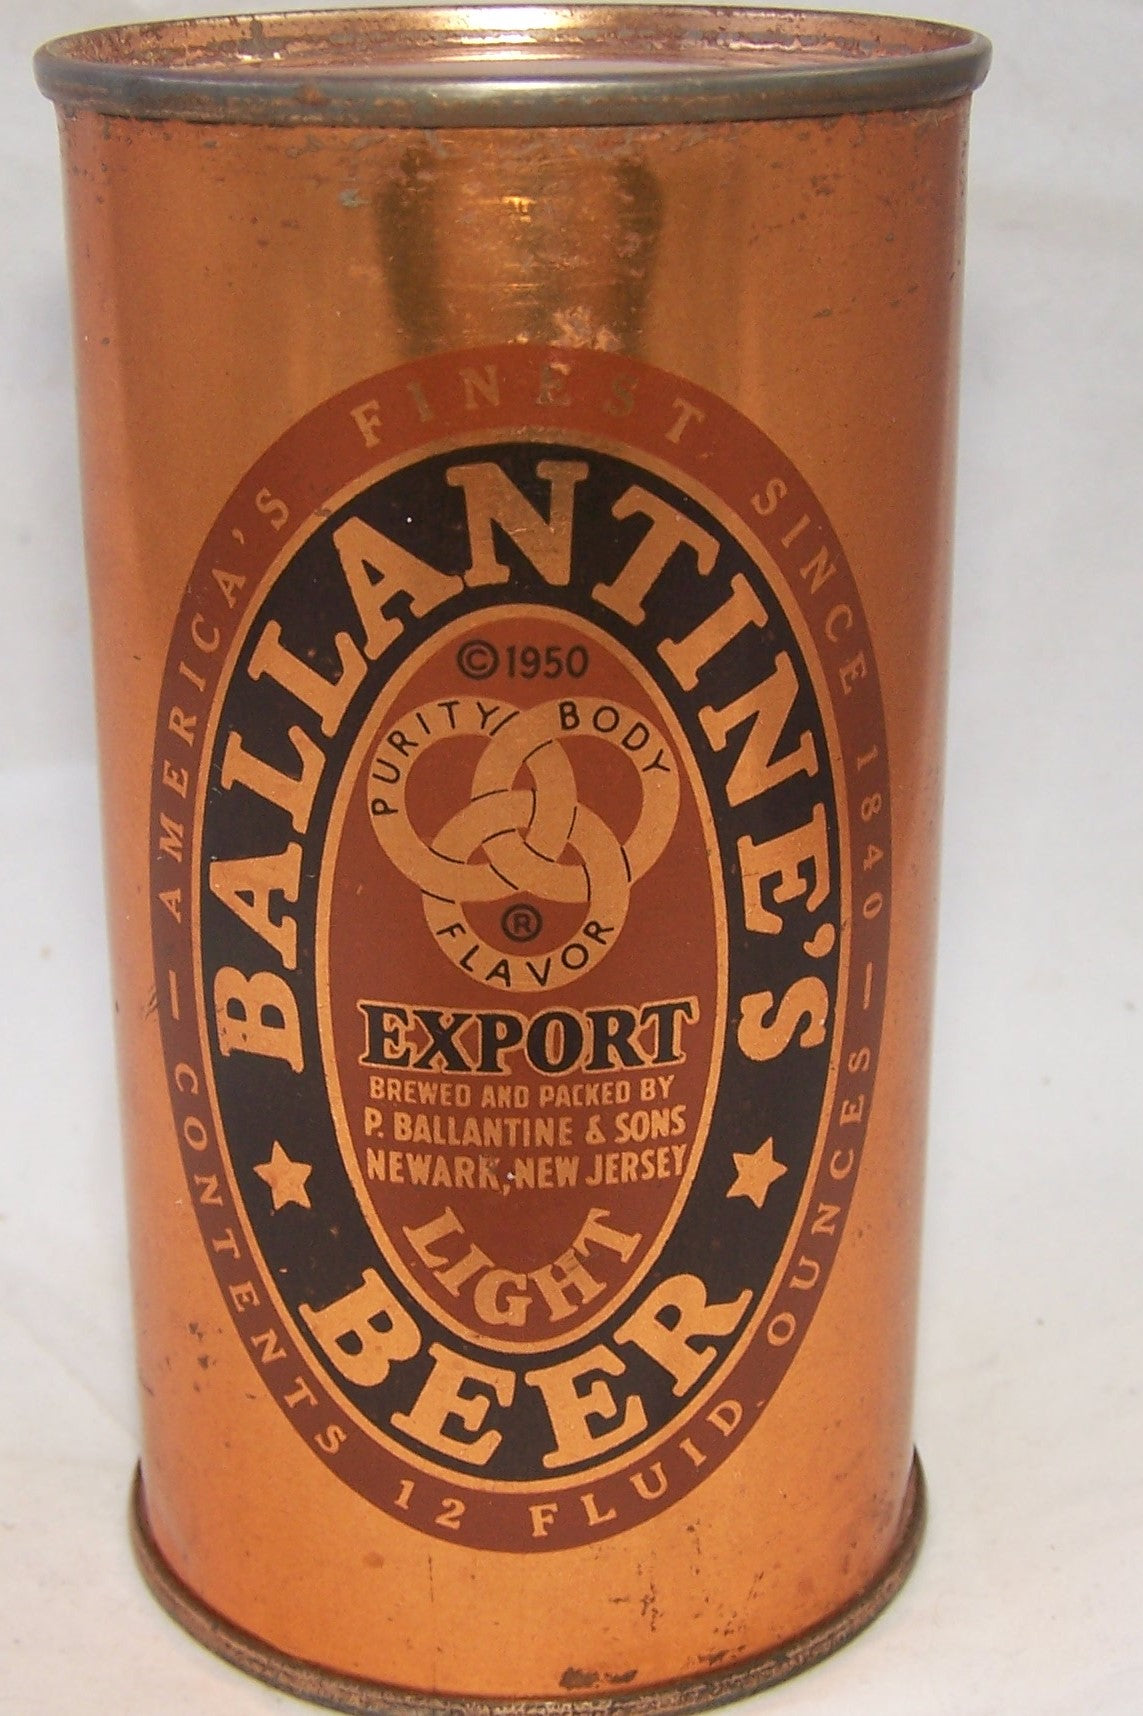 — AMERICA'S FINEST SINCE 1840 —
BALLANTINE'S
©1950
PURITY BODY
FLAVOR
®
EXPORT
BREWED AND PACKED BY
P. BALLANTINE & SONS
NEWARK, NEW JERSEY
LIGHT
BEER
CONTENTS 12 FLUID OUNCES